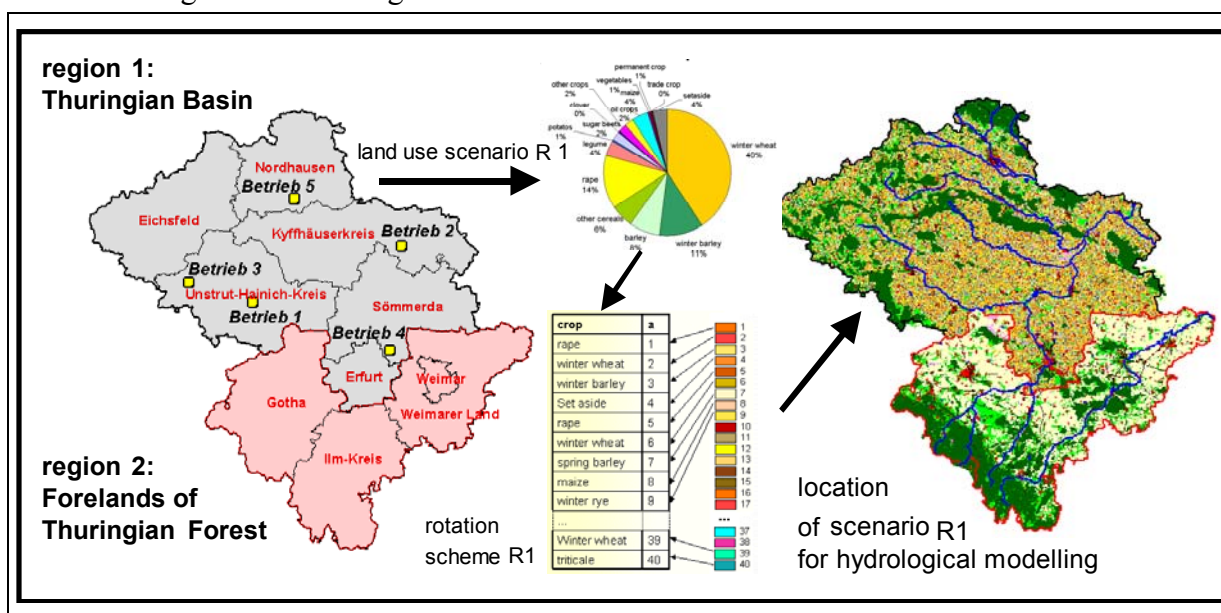 region 1:
Thuringian Basin
Nordhausen
Betrieb 5
Eichsfeld
Kyffhäuserkreis
Betrieb 2
Betrieb 3
Unstrut-Hainich-Kreis
Betrieb 1
Sömmerda
Betrieb 4
Erfurt
Weimar
Gotha
Weimarer Land
Ilm-Kreis
region 2:
Forelands of
Thuringian Forest
land use scenario R 1
permanent crop
1%
trade crop
0%
setaside
4%
vegetables
1%
maize
4%
other crops
2%
oil crops
2%
clover
0%
sugar beets
2%
potatos
1%
legume
4%
rape
14%
other cereals
6%
barley
8%
winter barley
11%
winter wheat
40%
rotation
scheme R1
crop a
rape 1
winter wheat 2
winter barley 3
Set aside 4
rape 5
winter wheat 6
spring barley 7
maize 8
winter rye 9
...
Winter wheat 39
triticale 40
1
2
3
4
5
6
7
8
9
10
11
12
13
14
15
16
17
...
37
38
39
40
location
of scenario R1
for hydrological modelling